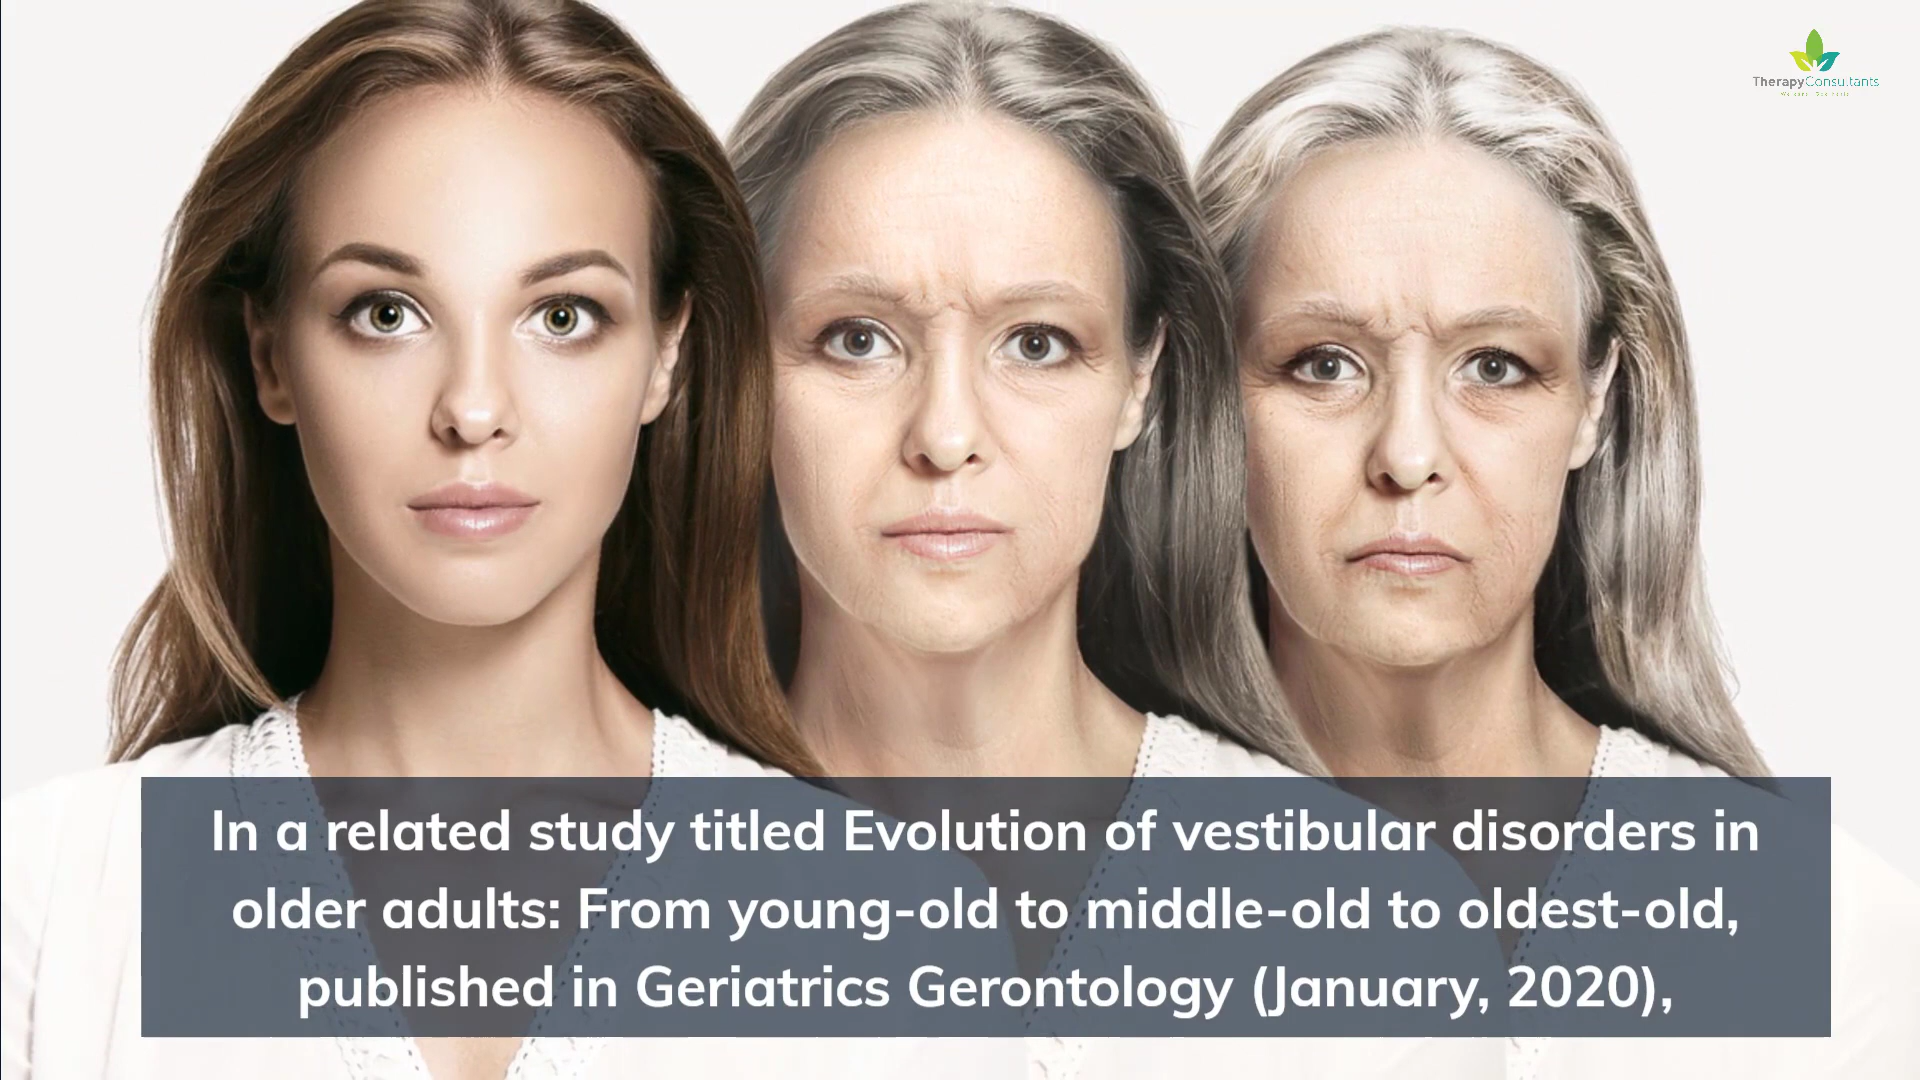 TherapyConsultants
In a related study titled Evolution of vestibular disorders in
older adults: From young-old to middle-old to oldest-old,
published in Geriatrics Gerontology (January, 2020),